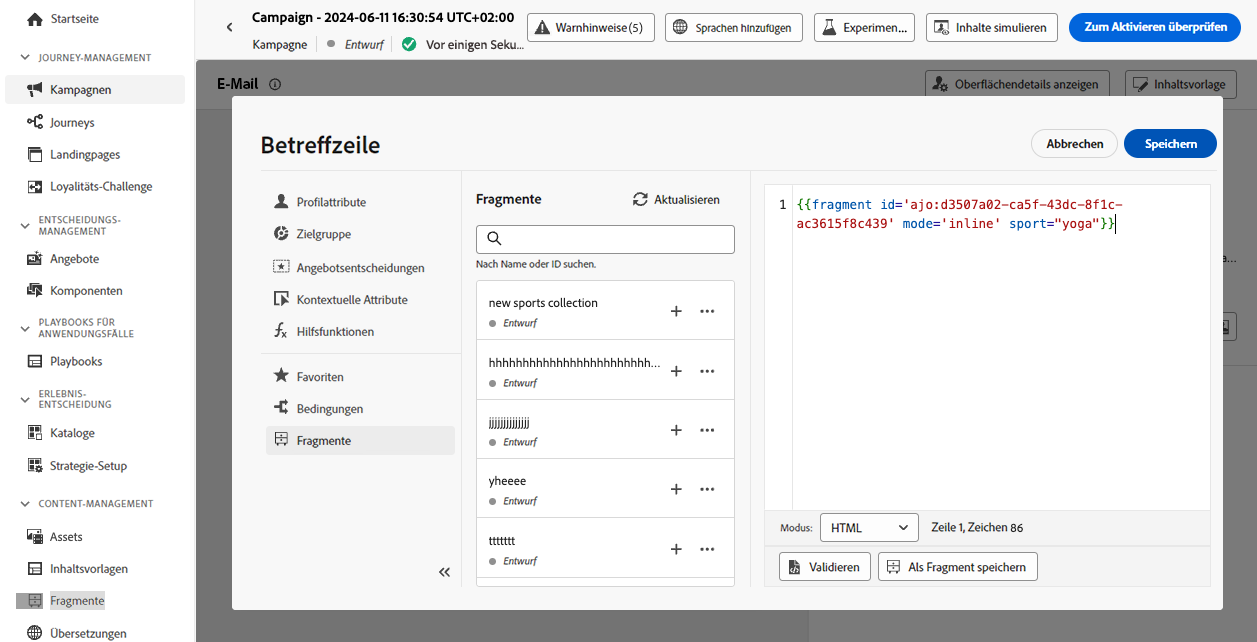 Startseite
JOURNEY-MANAGEMENT
Kampagnen
Journeys
Landingpages
Loyalitäts-Challenge
ENTSCHEIDUNGS-
MANAGEMENT
Angebote
Komponenten
PLAYBOOKS FÜR
ANWENDUNGSFÄLLE
Playbooks
ERLEBNIS-
ENTSCHEIDUNG
Kataloge
Strategie-Setup
CONTENT-MANAGEMENT
Assets
Inhaltsvorlagen
Fragmente
Übersetzungen
Campaign - 2024-06-11 16:30:54 UTC+02:00
Kampagne
Entwurf
Vor einigen Seku...
Warnhinweise(5)
Sprachen hinzufügen
Experimen...
Inhalte simulieren
Zum Aktivieren überprüfen
E-Mail
Oberflächendetails anzeigen
Inhaltsvorlage
Betreffzeile
Abbrechen
Speichern
Profilattribute
Zielgruppe
Angebotsentscheidungen
Kontextuelle Attribute
Hilfsfunktionen
Favoriten
Bedingungen
Fragmente
Fragmente
Aktualisieren
Nach Name oder ID suchen.
new sports collection
Entwurf
hhhhhhhhhhhhhhhhhhhhhhhh...
Entwurf
jjjjjjjjjjjjjj
Entwurf
yheeee
Entwurf
ttttttt
Entwurf
1 {{fragment id='ajo:d3507a02-ca5f-43dc-8f1c-
ac3615f8c439' mode='inline' sport="yoga"}}
Modus:
HTML
Zeile 1, Zeichen 86
Validieren
Als Fragment speichern
a...